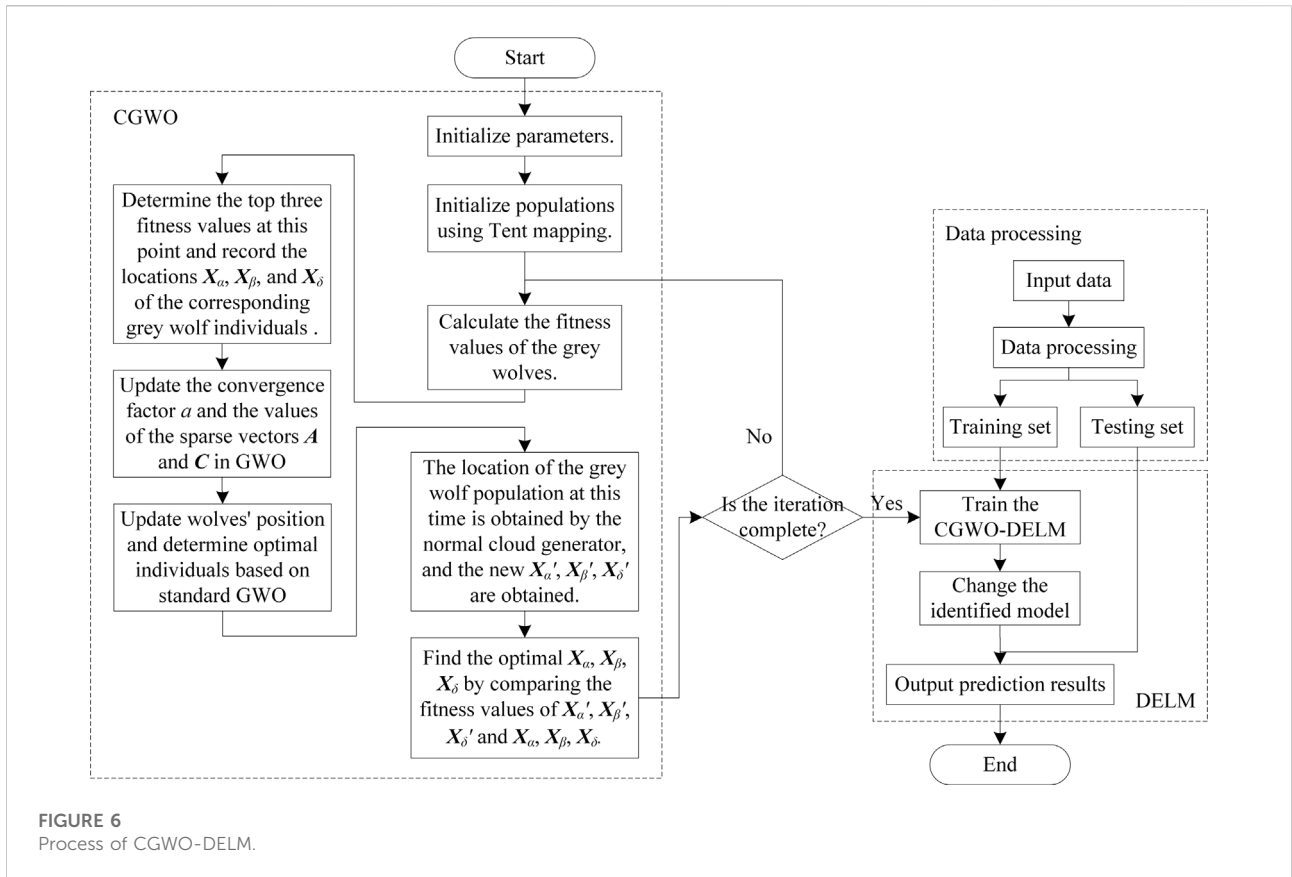 Start
CGWO
Initialize parameters.
Initialize populations
using Tent mapping.
Calculate the fitness
values of the grey
wolves.
Determine the top three
fitness values at this
point and record the
locations Xα, Xβ, and Xδ
of the corresponding
grey wolf individuals .
Update the convergence
factor a and the values
of the sparse vectors A
and C in GWO
Update wolves' position
and determine optimal
individuals based on
standard GWO
The location of the grey
wolf population at this
time is obtained by the
normal cloud generator,
and the new Xα', Xβ', Xδ'
are obtained.
Find the optimal Xα, Xβ,
Xδ by comparing the
fitness values of Xα', Xβ',
Xδ' and Xα, Xβ, Xδ.
Is the iteration
complete?
No
Yes
Data processing
Input data
Data processing
Training set
Testing set
Train the
CGWO-DELM
Change the
identified model
Output prediction results
DELM
End
FIGURE 6
Process of CGWO-DELM.